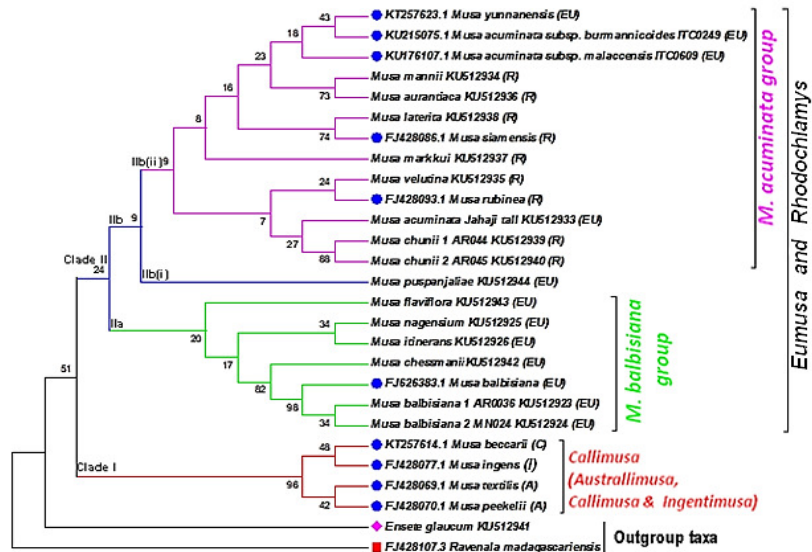 43 KT257623.1 Musa yunnanensis (EU)
18
KU215075.1 Musa acuminata subsp. burmannicoides ITC0249 (EU)
23
KU176107.1 Musa acuminata subsp. malaccensis ITC0609 (EU)
16
Musa mannii KU512934 (R)
73
Musa aurantiaca KU512936 (R)
8
Musa laterita KU512938 (R)
74
FJ428086.1 Musa siamensis (R)
IIb(ii) 9
Musa markkui KU512937 (R)
24
Musa velutina KU512935 (R)
FJ428093.1 Musa rubinea (R)
7
IIb 9
Musa acuminata Jahaji tall KU512933 (EU)
27
Musa chunii 1 AR044 KU512939 (R)
88
Musa chunii 2 AR045 KU512940 (R)
M. acuminata group
Clade_II
24
IIb(i)
Musa puspanjaliae KU512944 (EU)
IIa
Musa flaviflora KU512943 (EU)
20
34
Musa nagensium KU512925 (EU)
Musa itinerans KU512926 (EU)
17
Musa chessmanii KU512942 (EU)
82
FJ626383.1 Musa balbisiana (EU)
98
Musa balbisiana 1 AR0036 KU512923 (EU)
34
Musa balbisiana 2 MN024 KU512924 (EU)
M. balbisiana
group
Eumusa and Rhodochlamys
51
48
KT257614.1 Musa beccarii (C)
Clade I
FJ428077.1 Musa ingens (I)
96
FJ428069.1 Musa textilis (A)
42
FJ428070.1 Musa peekelii (A)
Callimusa
(Australlimusa,
Callimusa & Ingentimusa)
Ensete glaucum KU512941
FJ428107.3 Ravenala madagascariensis
Outgroup taxa